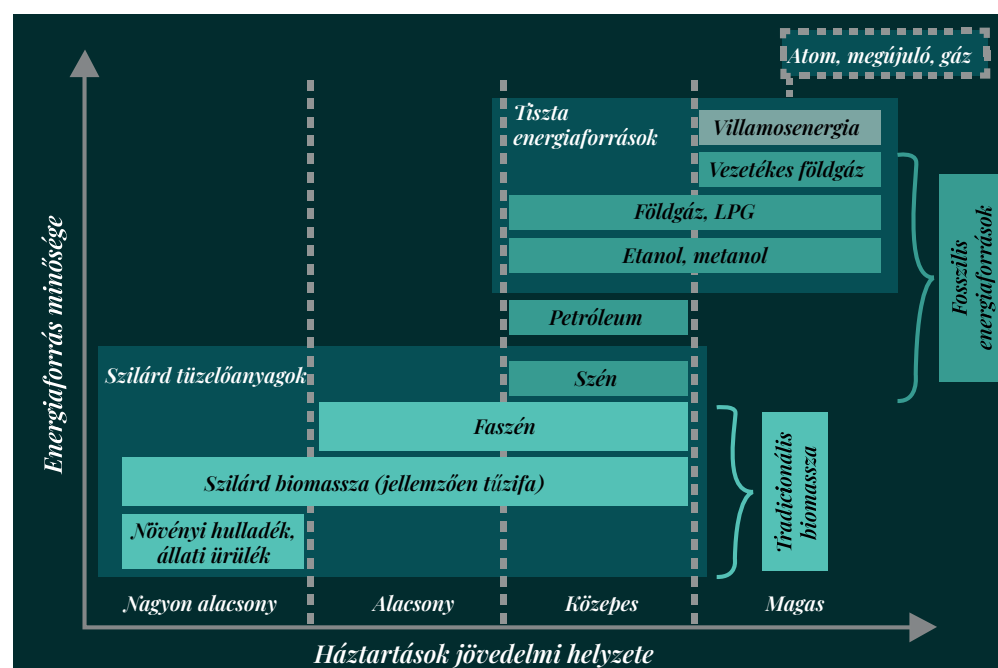 Atom, megújuló, gáz
Tiszta
energiaforrások
Villamosenergia
Vezetékes földgáz
Földgáz, LPG
Etanol, metanol
Fosszilis
energiaforrások
Petróleum
Szilárd tüzelőanyagok
Szén
Faszén
Szilárd biomassza (jellemzően tűzifa)
Növényi hulladék,
állati ürülék
Tradicionális
biomassza
Energiaforrás minősége
Nagyon alacsony
Alacsony
Közepes
Magas
Háztartások jövedelmi helyzete